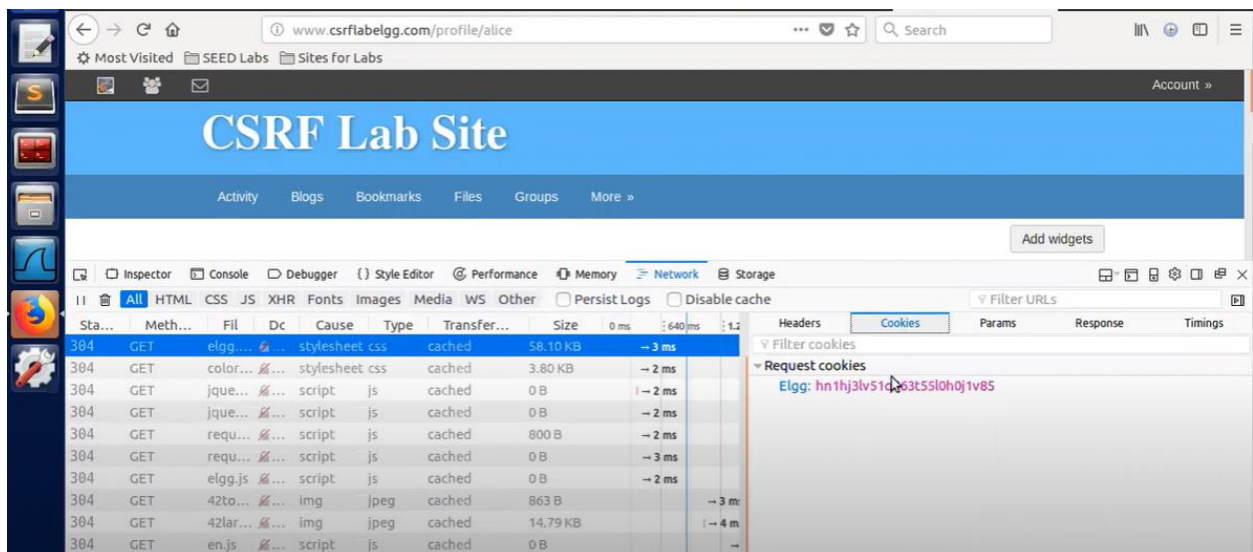 www.csrflabelgg.com/profile/alice
Search
Most Visited SEED Labs Sites for Labs
Account »
CSRF Lab Site
Activity Blogs Bookmarks Files Groups More »
Add widgets
Inspector Console Debugger {} Style Editor Performance Memory Network Storage
All HTML CSS JS XHR Fonts Images Media WS Other Persist Logs Disable cache Filter URLs
Sta... Meth... Fil Dc Cause Type Transfer... Size 0 ms 640 ms 1.2 Headers Cookies Params Response Timings
304 GET elgg.... ... stylesheet css cached 58.10 KB → 3 ms Filter cookies
304 GET color... ... stylesheet css cached 3.80 KB → 2 ms Request cookies
304 GET jque... ... script js cached 0 B → 2 ms Elgg:
304 GET jque... ... script js cached 0 B → 2 ms
304 GET requ... ... script js cached 800 B → 2 ms
304 GET requ... ... script js cached 0 B → 3 ms
304 GET elgg.js ... script js cached 0 B → 2 ms
304 GET 42to... ... img jpeg cached 863 B → 3 m
304 GET 42lar... ... img jpeg cached 14.79 KB → 4 m
304 GET en.js ... script js cached 0 B →